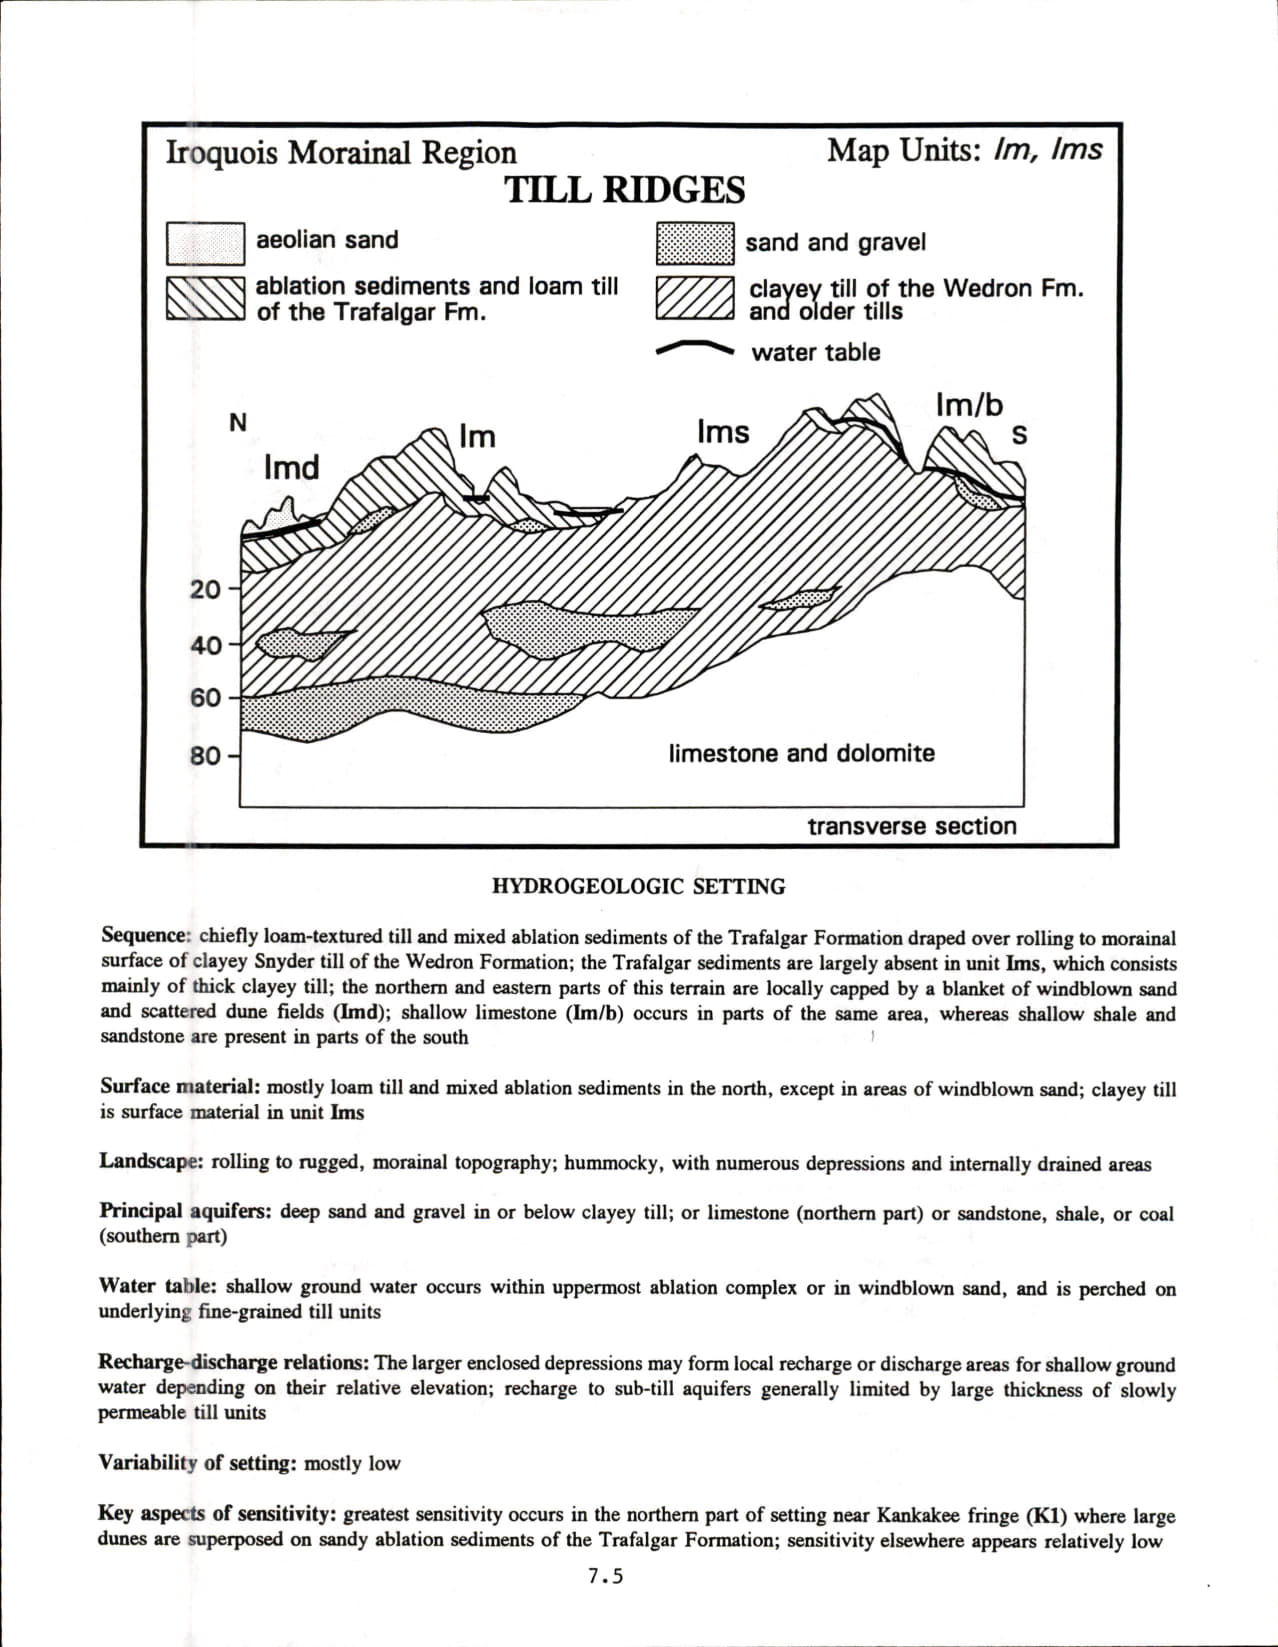 Iroquois Morainal Region
Map Units: Im, Ims
TILL RIDGES
aeolian sand
sand and gravel
ablation sediments and loam till
of the Trafalgar Fm.
clayey till of the Wedron Fm.
and older tills
water table
N
Imd
Im
Ims
Im/b
S
20
40
60
80
limestone and dolomite
transverse section
HYDROGEOLOGIC SETTING
Sequence: chiefly loam-textured till and mixed ablation sediments of the Trafalgar Formation draped over rolling to morainal
surface of clayey Snyder till of the Wedron Formation; the Trafalgar sediments are largely absent in unit Ims, which consists
mainly of thick clayey till; the northern and eastern parts of this terrain are locally capped by a blanket of windblown sand
and scattered dune fields (Imd); shallow limestone (Im/b) occurs in parts of the same area, whereas shallow shale and
sandstone are present in parts of the south
Surface material: mostly loam till and mixed ablation sediments in the north, except in areas of windblown sand; clayey till
is surface material in unit Ims
Landscape: rolling to rugged, morainal topography; hummocky, with numerous depressions and internally drained areas
Principal aquifers: deep sand and gravel in or below clayey till; or limestone (northern part) or sandstone, shale, or coal
(southern part)
Water table: shallow ground water occurs within uppermost ablation complex or in windblown sand, and is perched on
underlying fine-grained till units
Recharge-discharge relations: The larger enclosed depressions may form local recharge or discharge areas for shallow ground
water depending on their relative elevation; recharge to sub-till aquifers generally limited by large thickness of slowly
permeable till units
Variability of setting: mostly low
Key aspects of sensitivity: greatest sensitivity occurs in the northern part of setting near Kankakee fringe (K1) where large
dunes are superposed on sandy ablation sediments of the Trafalgar Formation; sensitivity elsewhere appears relatively low
7.5